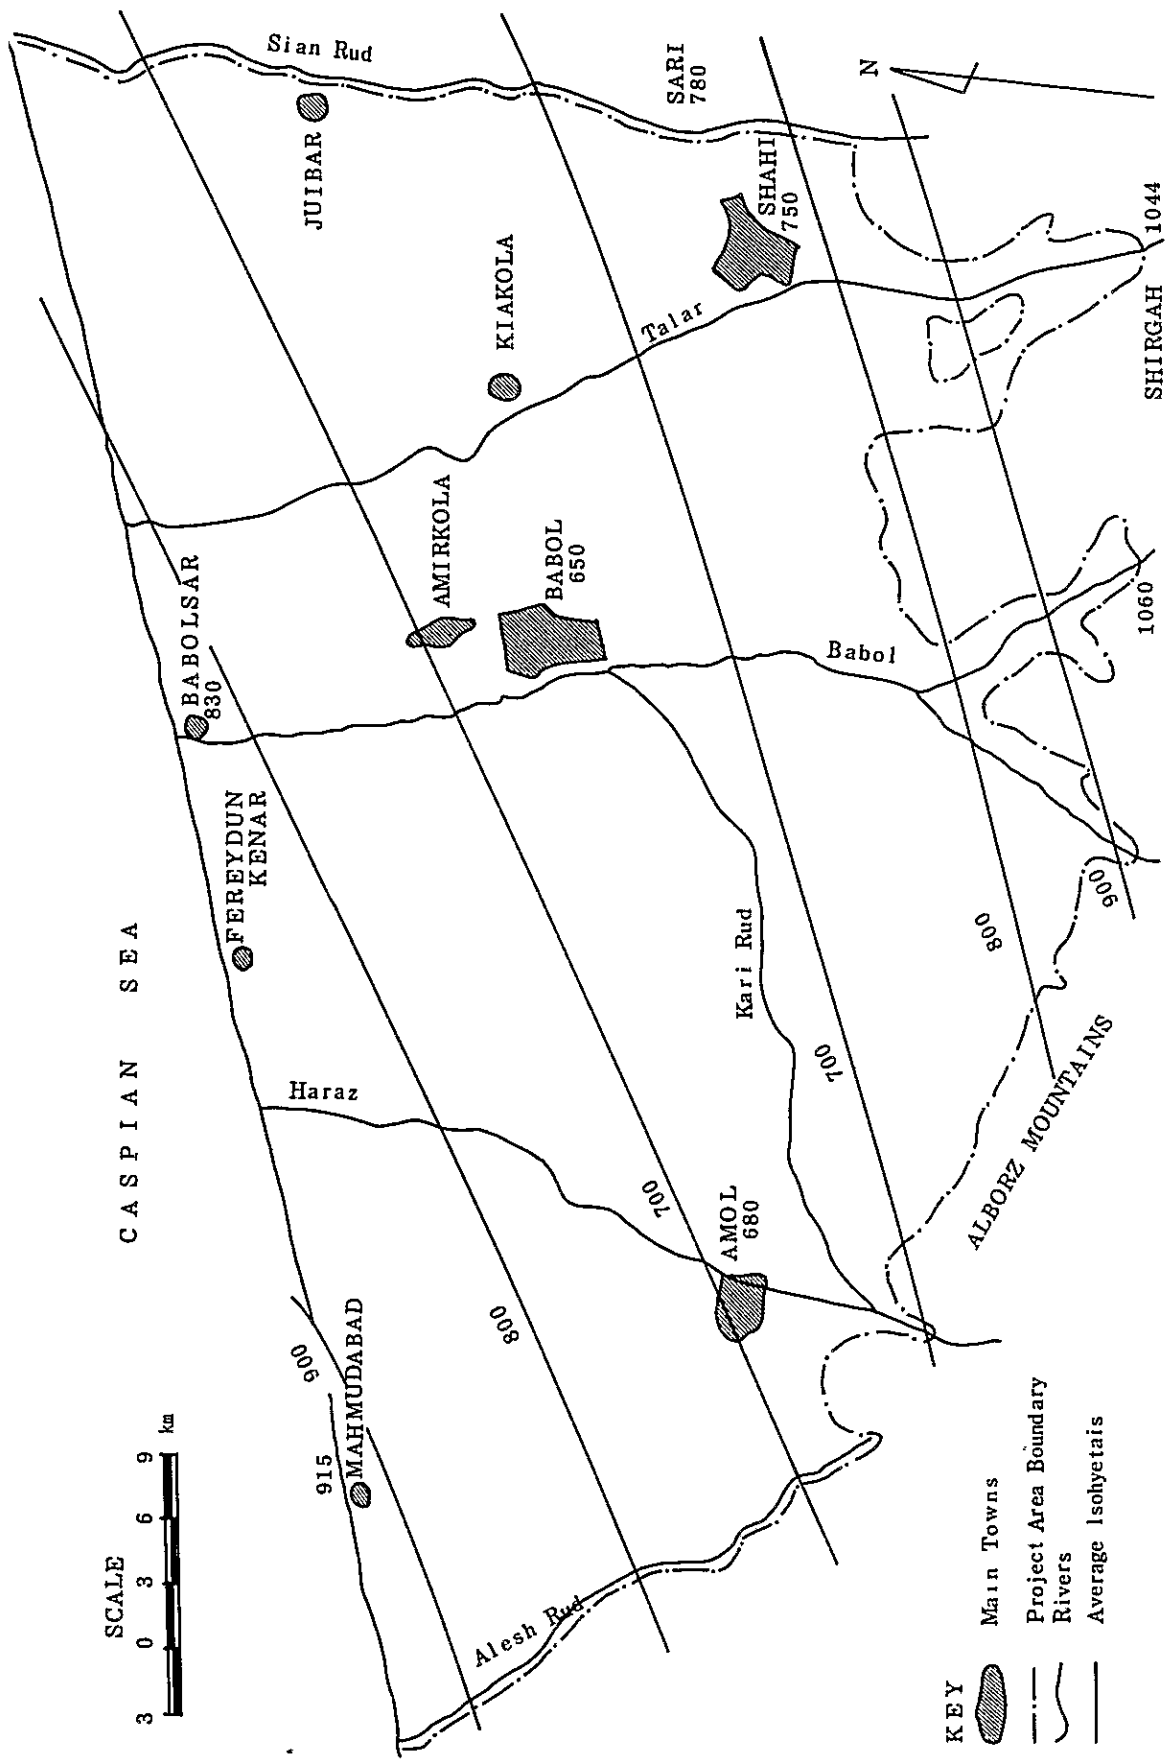 SCALE
3 0 3 6 9
km
CASPIAN SEA
915
MAHMUDABAD
900
Haraz
FEREYDUN
KENAR
BABOLSAR
830
Sian Rud
JUIBAR
KIAKOLA
AMIRKOLA
BABOL
650
Talar
SARI
780
SHAHI
750
N
Alesh Rud
800
700
AMOL
680
Kari Rud
Babol
700
800
900
ALBORZ MOUNTAINS
1060
SHIRGAH 1044
KEY
Main Towns
Project Area Boundary
Rivers
Average Isohyetais